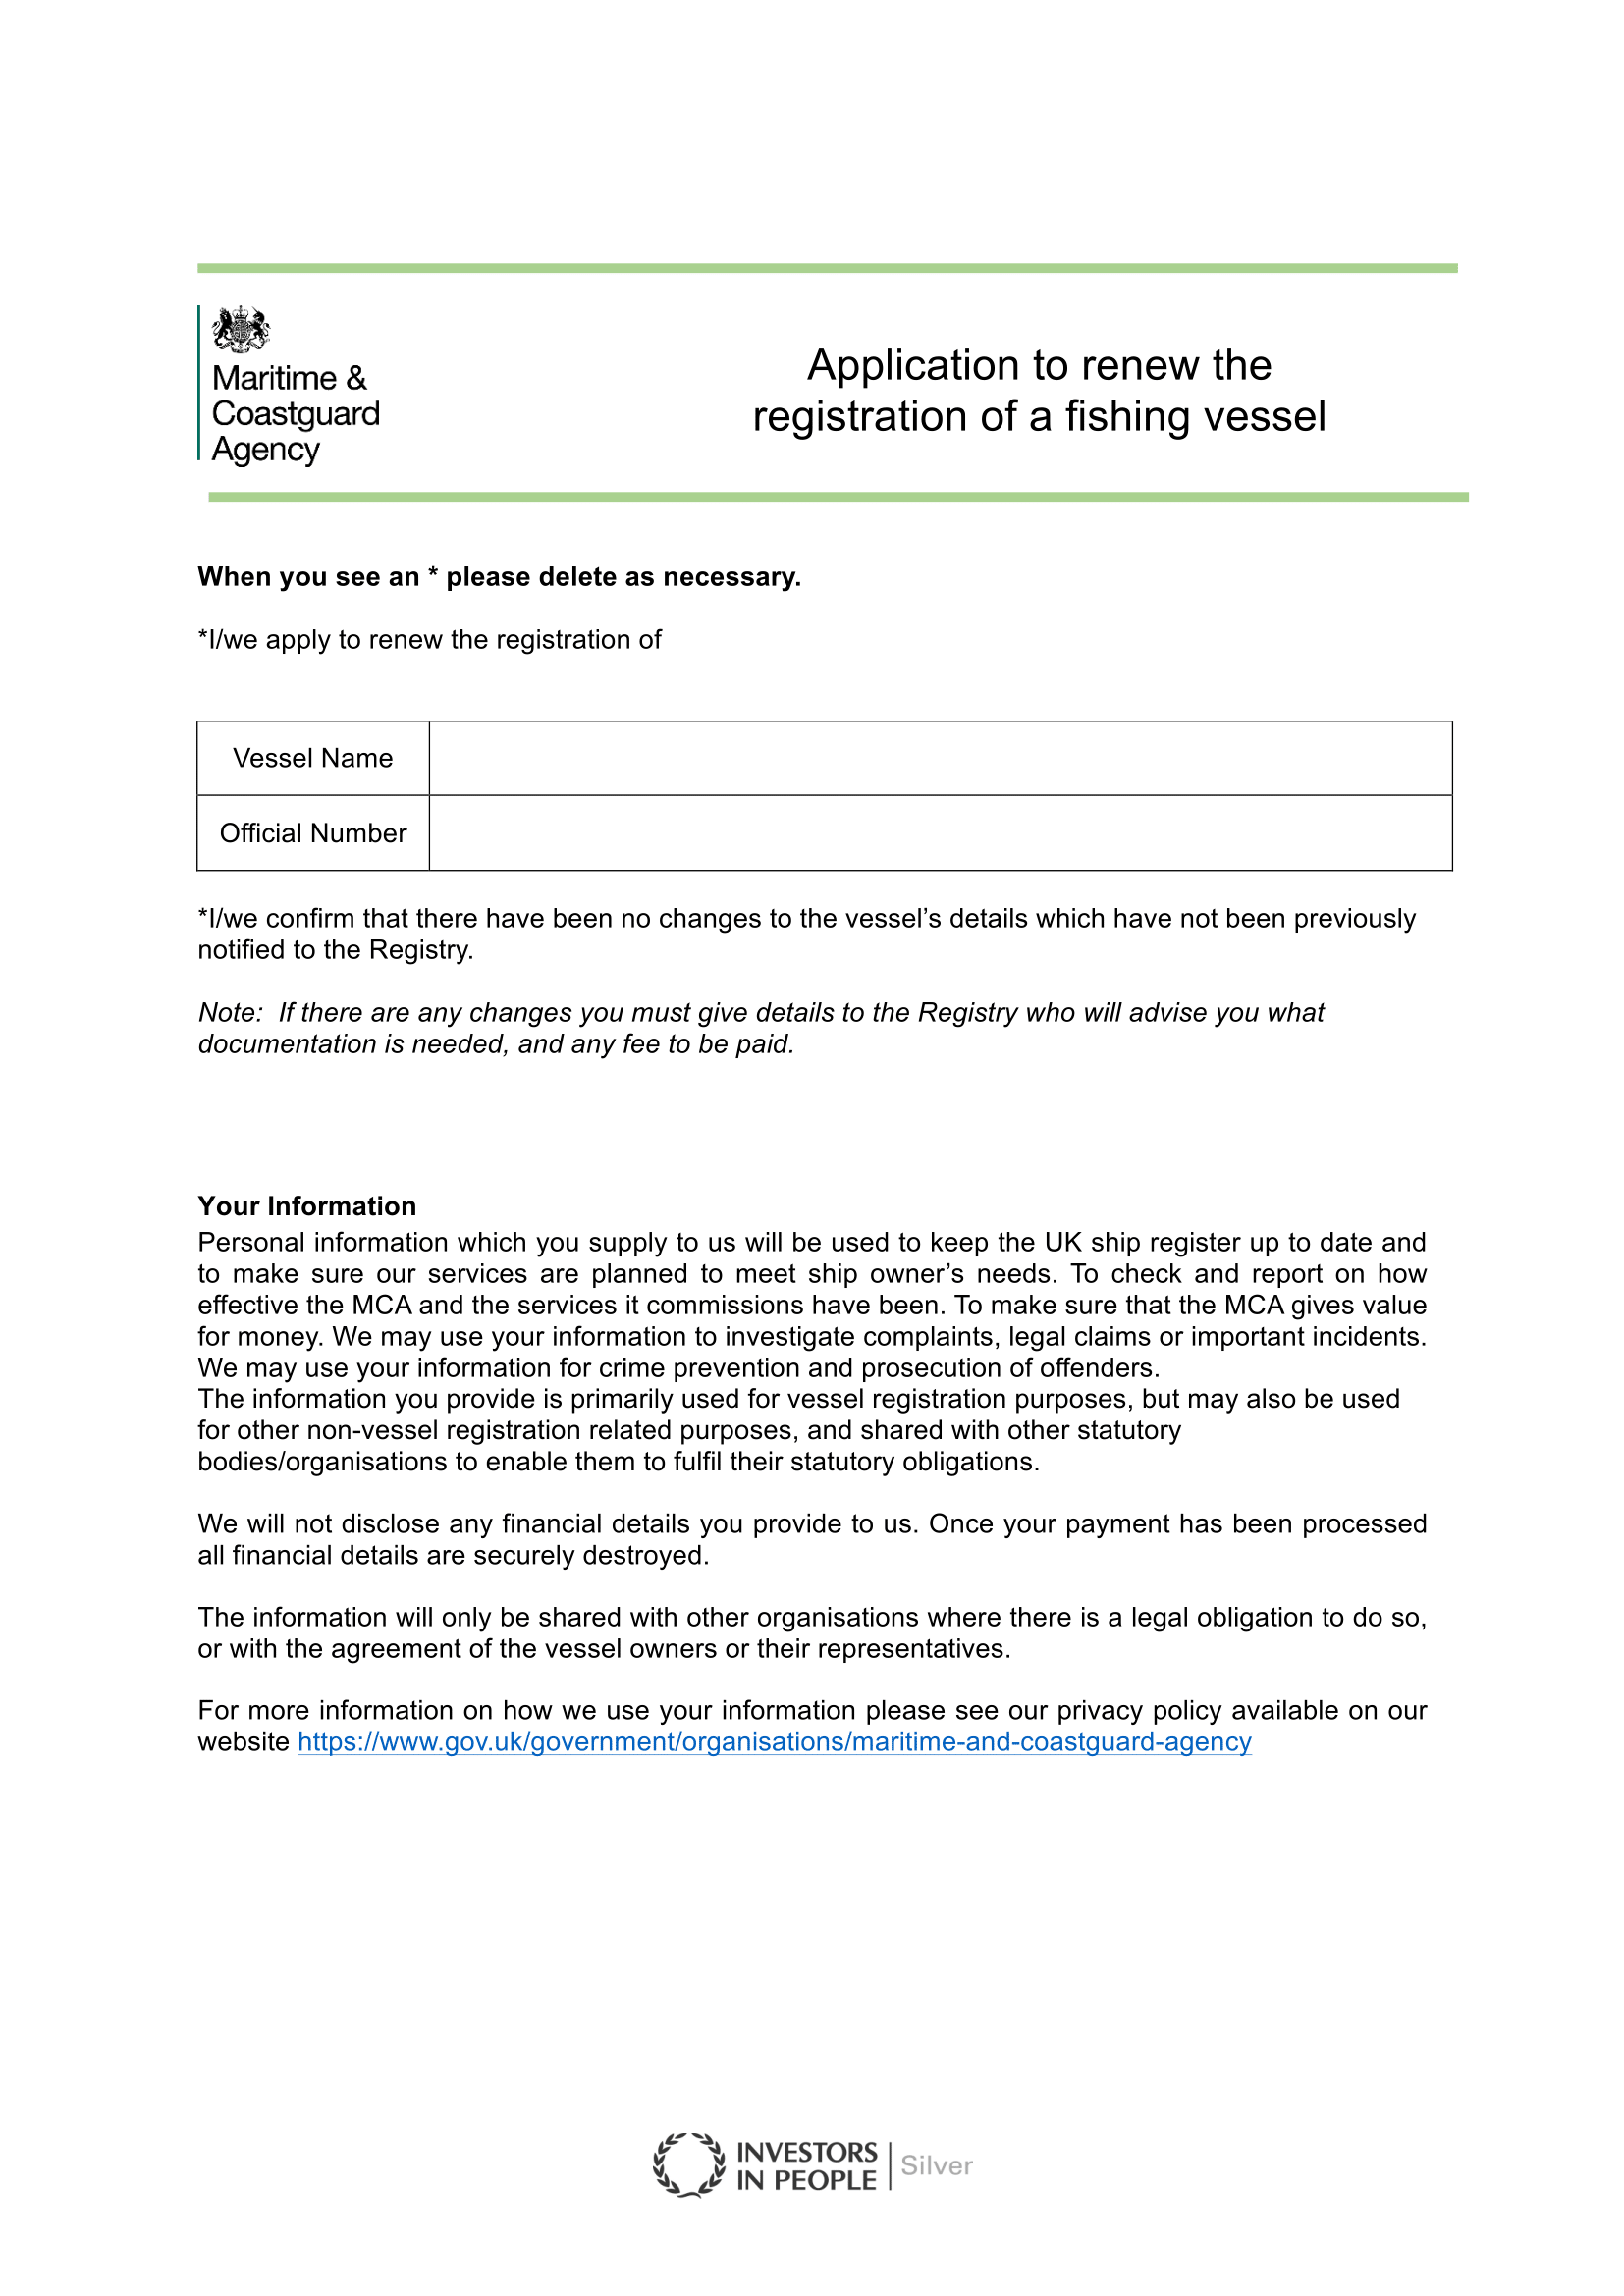 Maritime &
Coastguard
Agency
Application to renew the
registration of a fishing vessel
When you see an * please delete as necessary.
*I/we apply to renew the registration of
Vessel Name
Official Number
*I/we confirm that there have been no changes to the vessel’s details which have not been previously
notified to the Registry.
Note:  If there are any changes you must give details to the Registry who will advise you what
documentation is needed, and any fee to be paid.
Your Information
Personal information which you supply to us will be used to keep the UK ship register up to date and
to make sure our services are planned to meet ship owner’s needs. To check and report on how
effective the MCA and the services it commissions have been. To make sure that the MCA gives value
for money. We may use your information to investigate complaints, legal claims or important incidents.
We may use your information for crime prevention and prosecution of offenders.
The information you provide is primarily used for vessel registration purposes, but may also be used
for other non-vessel registration related purposes, and shared with other statutory
bodies/organisations to enable them to fulfil their statutory obligations.
We will not disclose any financial details you provide to us. Once your payment has been processed
all financial details are securely destroyed.
The information will only be shared with other organisations where there is a legal obligation to do so,
or with the agreement of the vessel owners or their representatives.
For more information on how we use your information please see our privacy policy available on our
website https://www.gov.uk/government/organisations/maritime-and-coastguard-agency
INVESTORS
IN PEOPLE
Silver